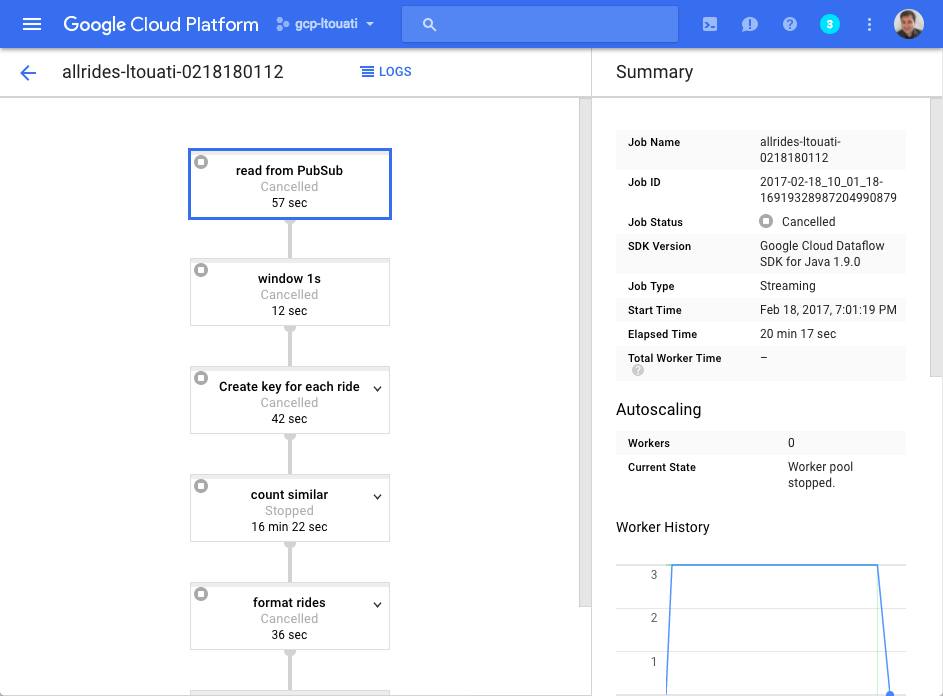 Google Cloud Platform
gcp-ltouati
3
allrides-ltouati-0218180112
LOGS
read from PubSub
Cancelled
57 sec
window 1s
Cancelled
12 sec
Create key for each ride
Cancelled
42 sec
count similar
Stopped
16 min 22 sec
format rides
Cancelled
36 sec
Summary
Job Name
allrides-ltouati-
0218180112
Job ID
2017-02-18_10_01_18-
16919328987204990879
Job Status
Cancelled
SDK Version
Google Cloud Dataflow
SDK for Java 1.9.0
Job Type
Streaming
Start Time
Feb 18, 2017, 7:01:19 PM
Elapsed Time
20 min 17 sec
Total Worker Time
–
?
Autoscaling
Workers
0
Current State
Worker pool
stopped.
Worker History
3
2
1